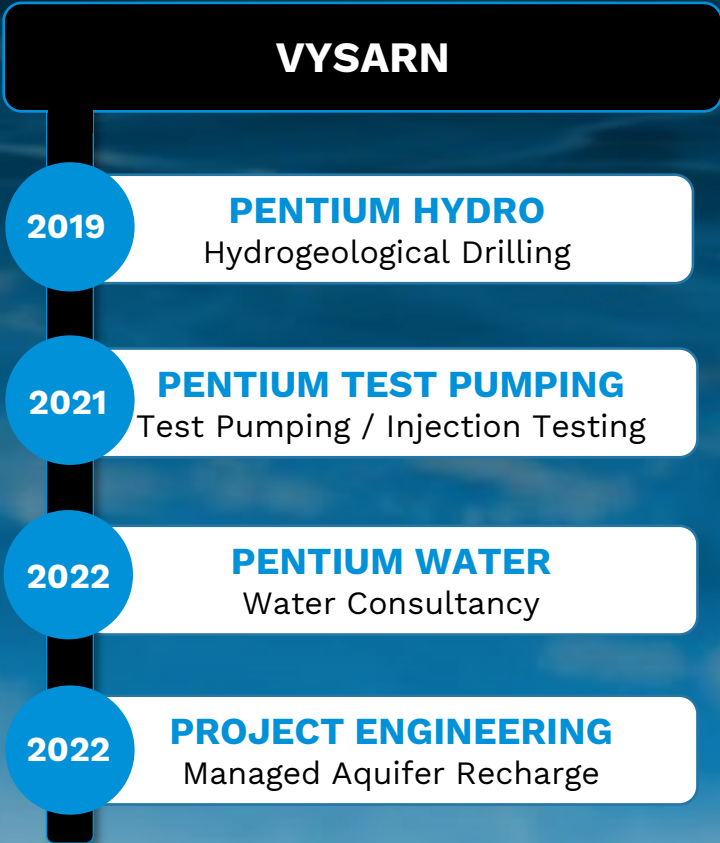 VYSARN
2019
PENTIUM HYDRO
Hydrogeological Drilling
2021
PENTIUM TEST PUMPING
Test Pumping / Injection Testing
2022
PENTIUM WATER
Water Consultancy
2022
PROJECT ENGINEERING
Managed Aquifer Recharge